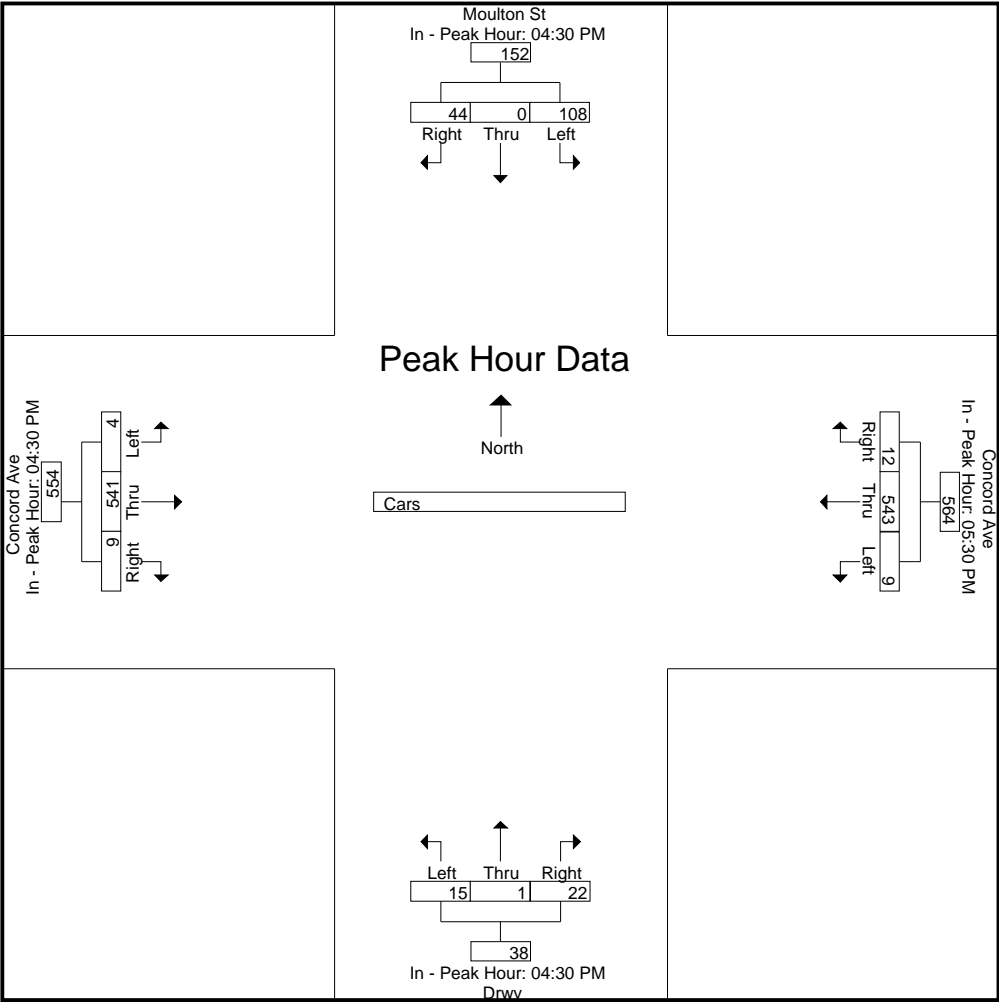 Moulton St
In - Peak Hour: 04:30 PM
152
44 0 108
Right Thru Left
Peak Hour Data
North
Cars
Concord Ave
In - Peak Hour: 04:30 PM
554
4 541 9
Left Thru Right
Concord Ave
In - Peak Hour: 05:30 PM
564
12 543 9
Right Thru Left
Left Thru Right
15 1 22
38
In - Peak Hour: 04:30 PM
Drwy